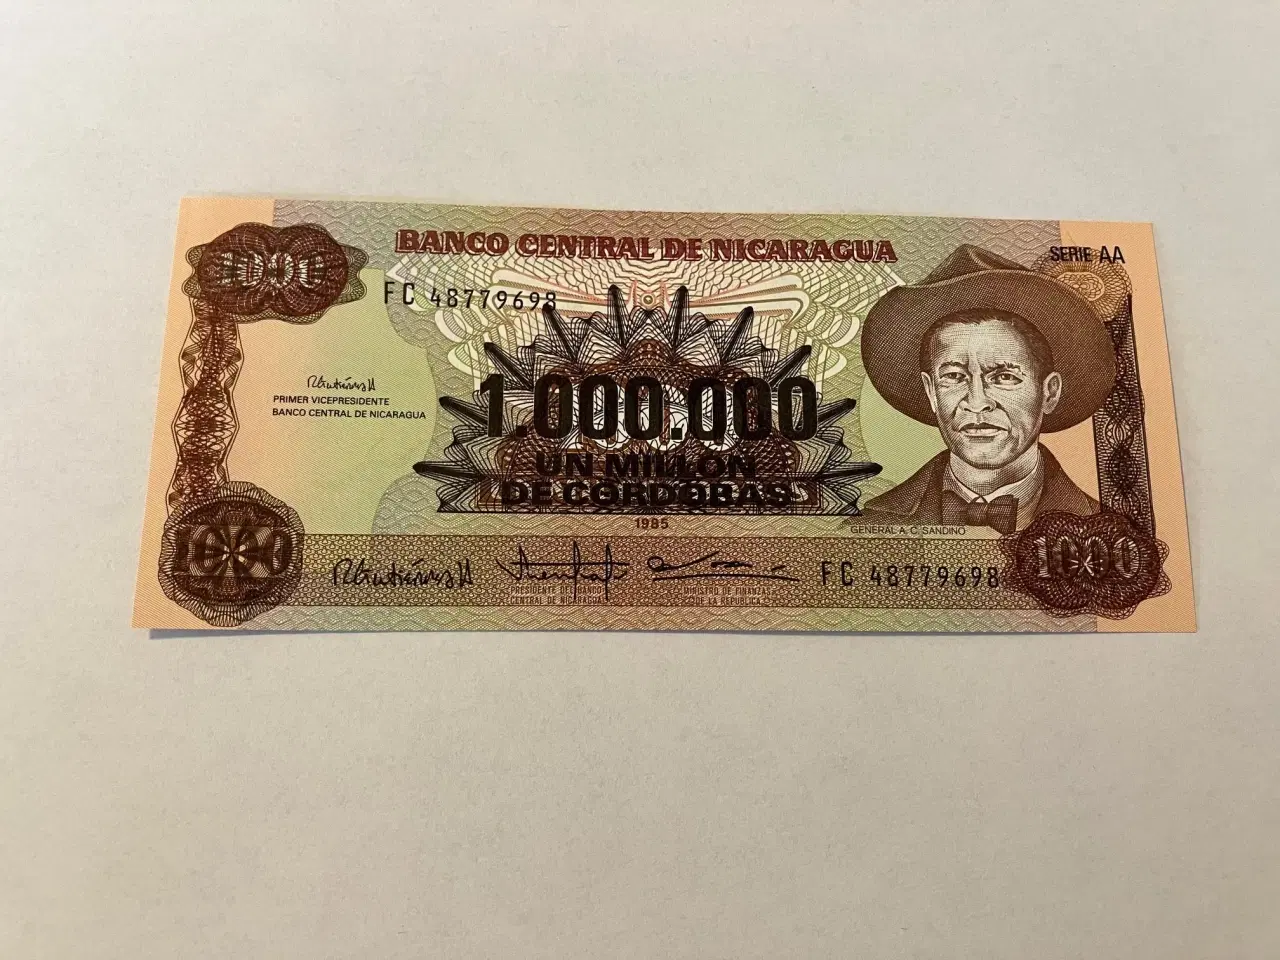 BANCO CENTRAL DE NICARAGUA
SERIE AA
1000
FC 48779698
PRIMER VICEPRESIDENTE
BANCO CENTRAL DE NICARAGUA
1.000.000
UN MILLON
DE CORDOBAS
1985
GENERAL A. C. SANDINO
1000
PRESIDENTE DEL BANCO
CENTRAL DE NICARAGUA
MINISTRO DE FINANZAS
DE LA REPUBLICA
FC 48779698
1000